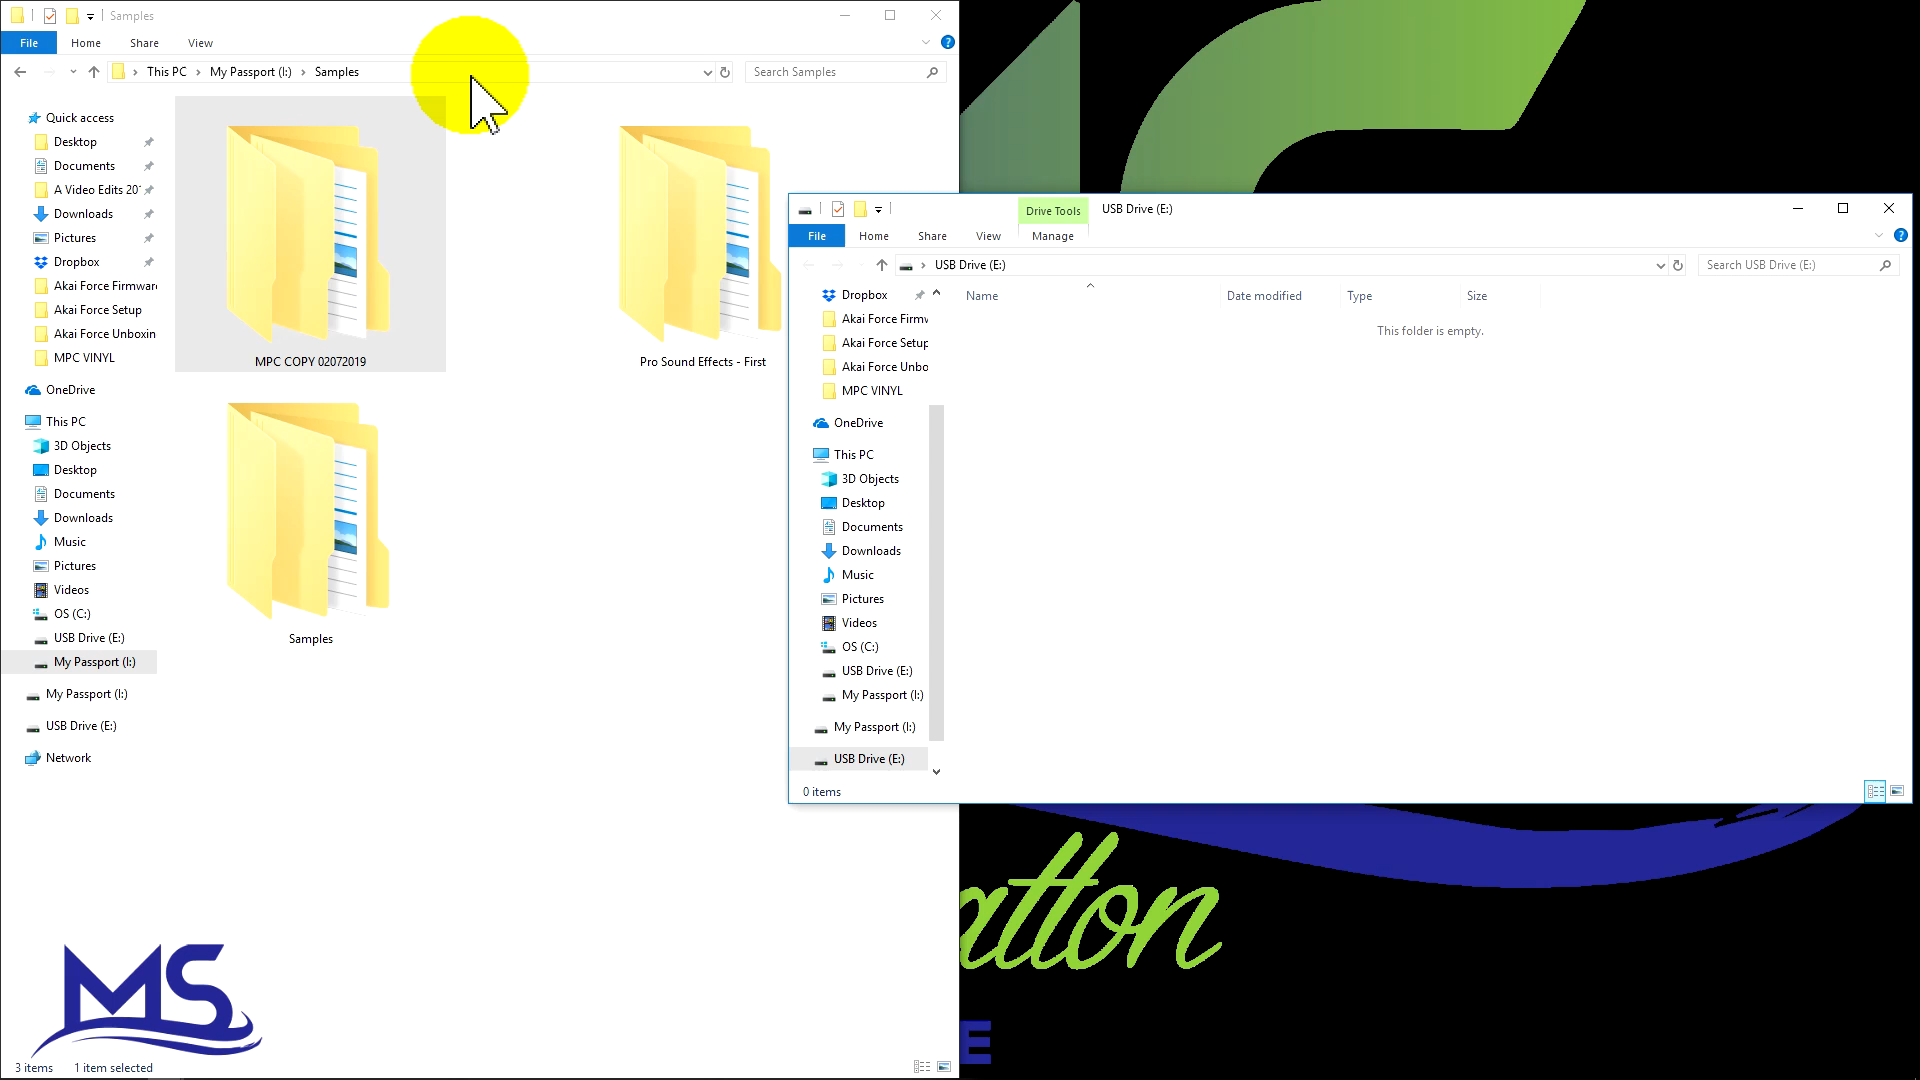 Samples
File Home Share View
This PC My Passport (I:) Samples
Search Samples
Quick access
Desktop
Documents
A Video Edits 20
Downloads
Pictures
Dropbox
Akai Force Firmwar
Akai Force Setup
Akai Force Unboxin
MPC VINYL
OneDrive
This PC
3D Objects
Desktop
Documents
Downloads
Music
Pictures
Videos
OS (C:)
USB Drive (E:)
My Passport (I:)
My Passport (I:)
USB Drive (E:)
Network
MPC COPY 02072019
Pro Sound Effects - First
Samples
3 items 1 item selected
Drive Tools USB Drive (E:)
File Home Share View Manage
USB Drive (E:)
Search USB Drive (E:)
Name Date modified Type Size
This folder is empty.
Dropbox
Akai Force Firmw
Akai Force Setup
Akai Force Unbo
MPC VINYL
OneDrive
This PC
3D Objects
Desktop
Documents
Downloads
Music
Pictures
Videos
OS (C:)
USB Drive (E:)
My Passport (I:)
My Passport (I:)
USB Drive (E:)
0 items
atton
E
MS